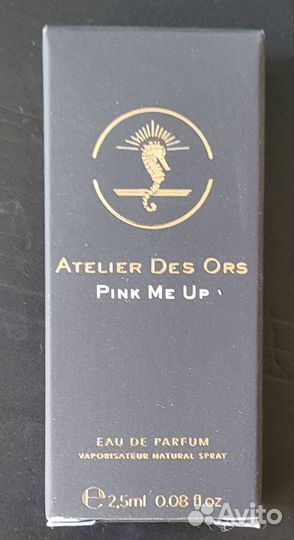 ATELIER DES ORS
PINK ME UP
EAU DE PARFUM
VAPORISATEUR NATURAL SPRAY
℮ 2,5ml 0.08 fl.oz
Avito